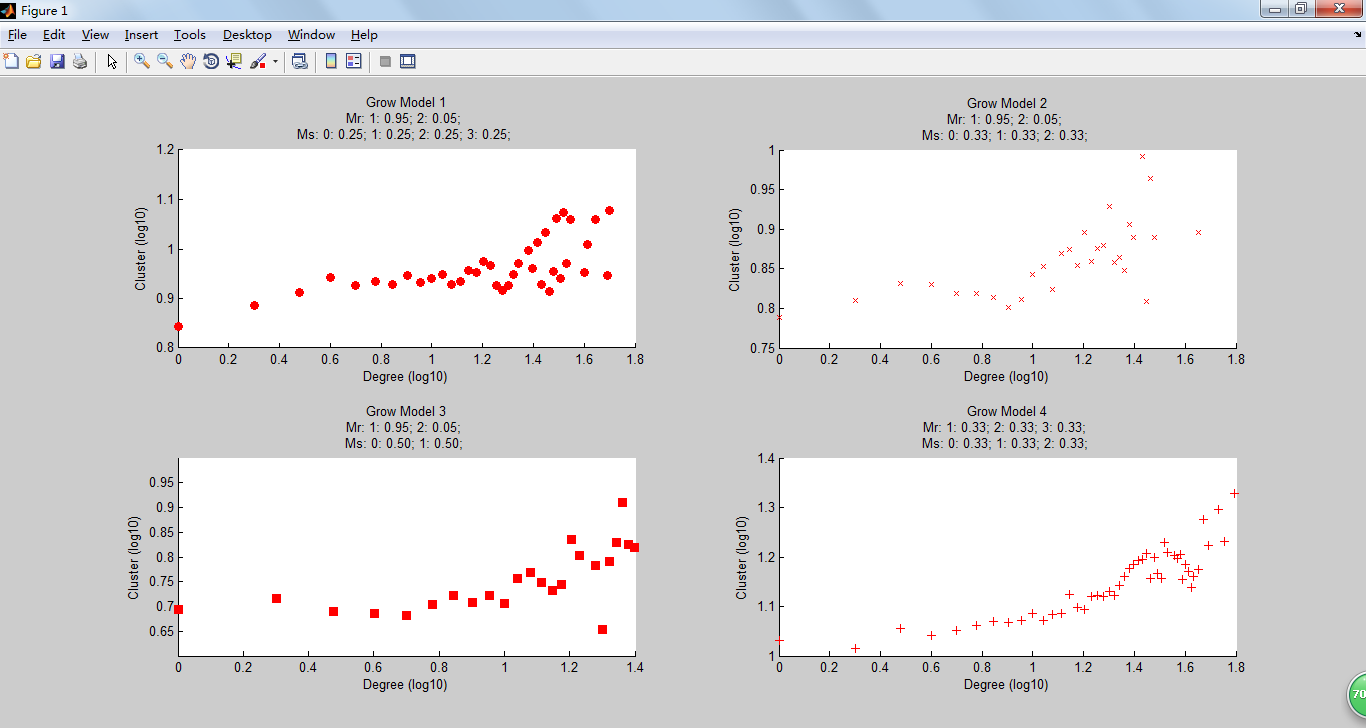 Figure 1
File Edit View Insert Tools Desktop Window Help
Grow Model 1
Mr: 1: 0.95; 2: 0.05;
Ms: 0: 0.25; 1: 0.25; 2: 0.25; 3: 0.25;
1.2
1.1
1
0.9
0.8
Cluster (log10)
0 0.2 0.4 0.6 0.8 1 1.2 1.4 1.6 1.8
Degree (log10)
Grow Model 2
Mr: 1: 0.95; 2: 0.05;
Ms: 0: 0.33; 1: 0.33; 2: 0.33;
1
0.95
0.9
0.85
0.8
0.75
Cluster (log10)
0 0.2 0.4 0.6 0.8 1 1.2 1.4 1.6 1.8
Degree (log10)
Grow Model 3
Mr: 1: 0.95; 2: 0.05;
Ms: 0: 0.50; 1: 0.50;
0.95
0.9
0.85
0.8
0.75
0.7
0.65
Cluster (log10)
0 0.2 0.4 0.6 0.8 1 1.2 1.4
Degree (log10)
Grow Model 4
Mr: 1: 0.33; 2: 0.33; 3: 0.33;
Ms: 0: 0.33; 1: 0.33; 2: 0.33;
1.4
1.3
1.2
1.1
1
Cluster (log10)
0 0.2 0.4 0.6 0.8 1 1.2 1.4 1.6 1.8
Degree (log10)
70